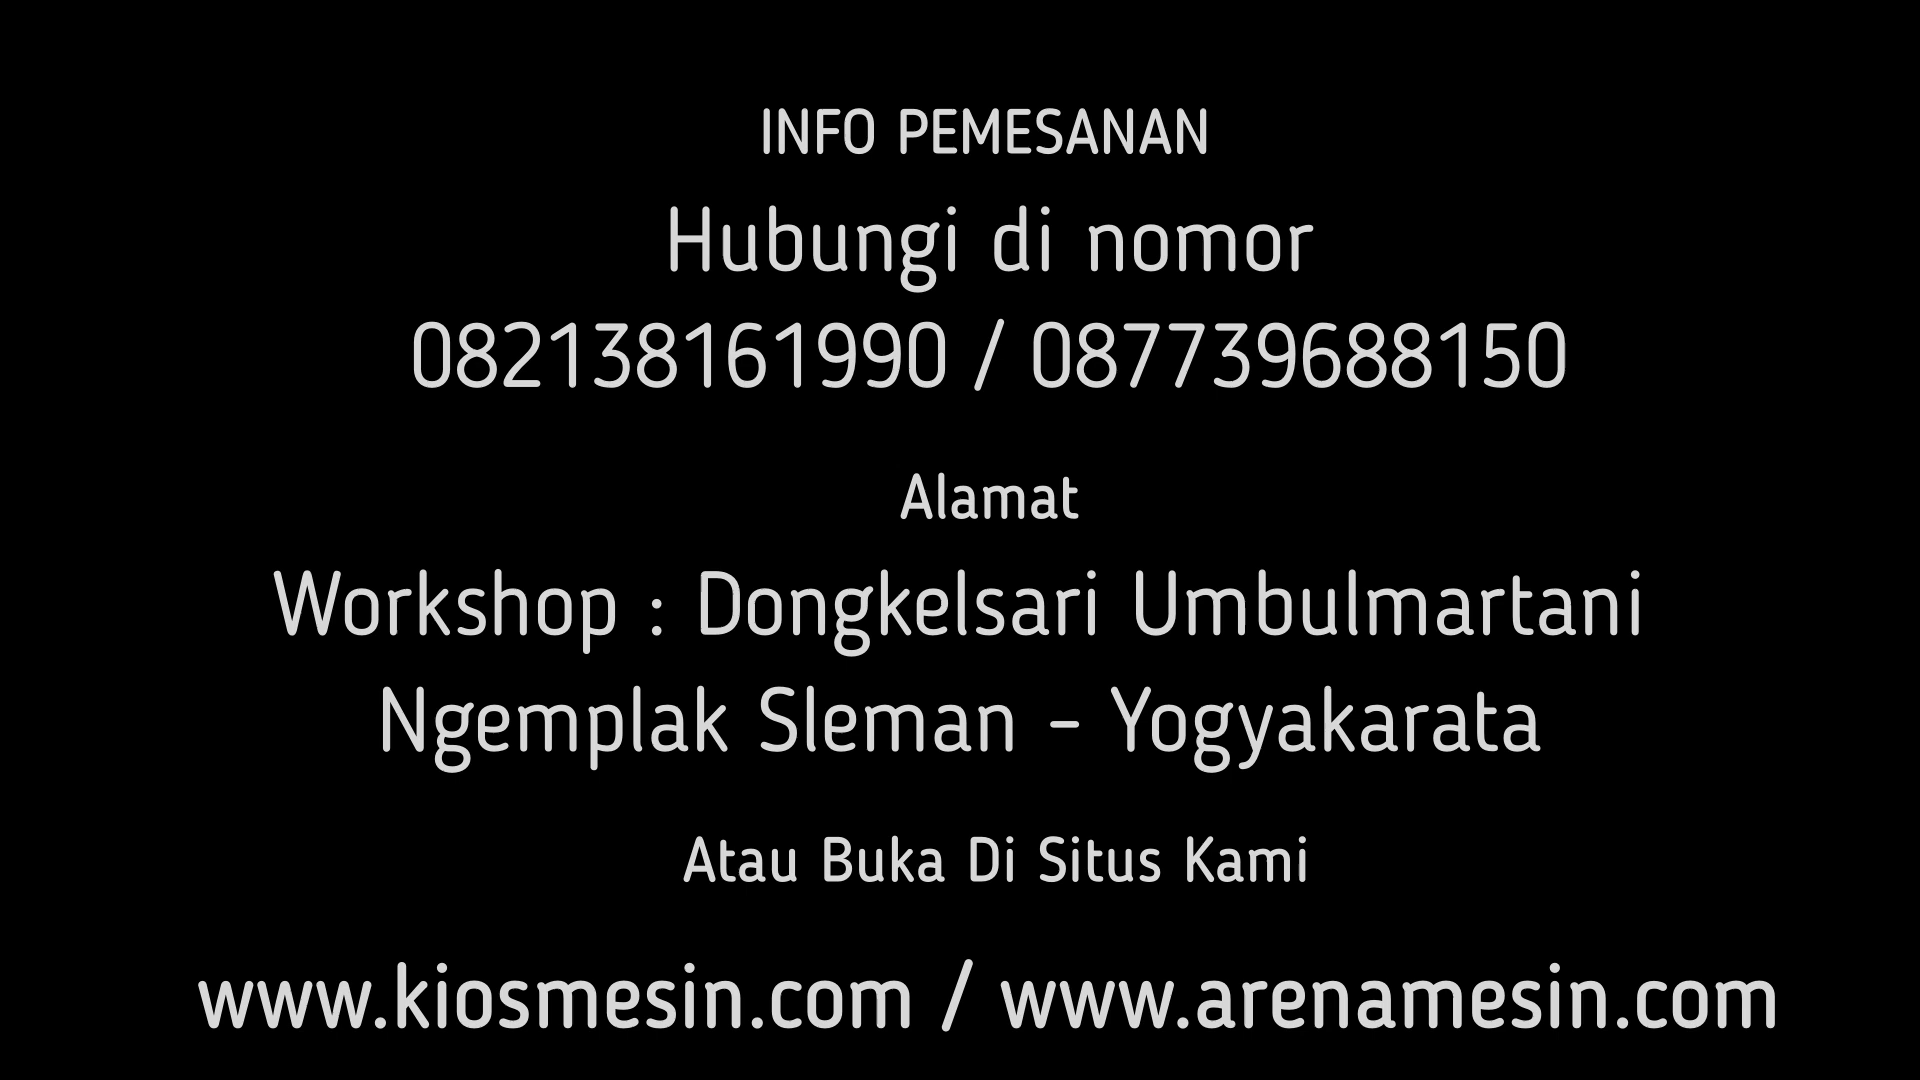 INFO PEMESANAN
Hubungi di nomor
082138161990 / 087739688150
Alamat
Workshop : Dongkelsari Umbulmartani
Ngemplak Sleman - Yogyakarata
Atau Buka Di Situs Kami
www.kiosmesin.com / www.arenamesin.com